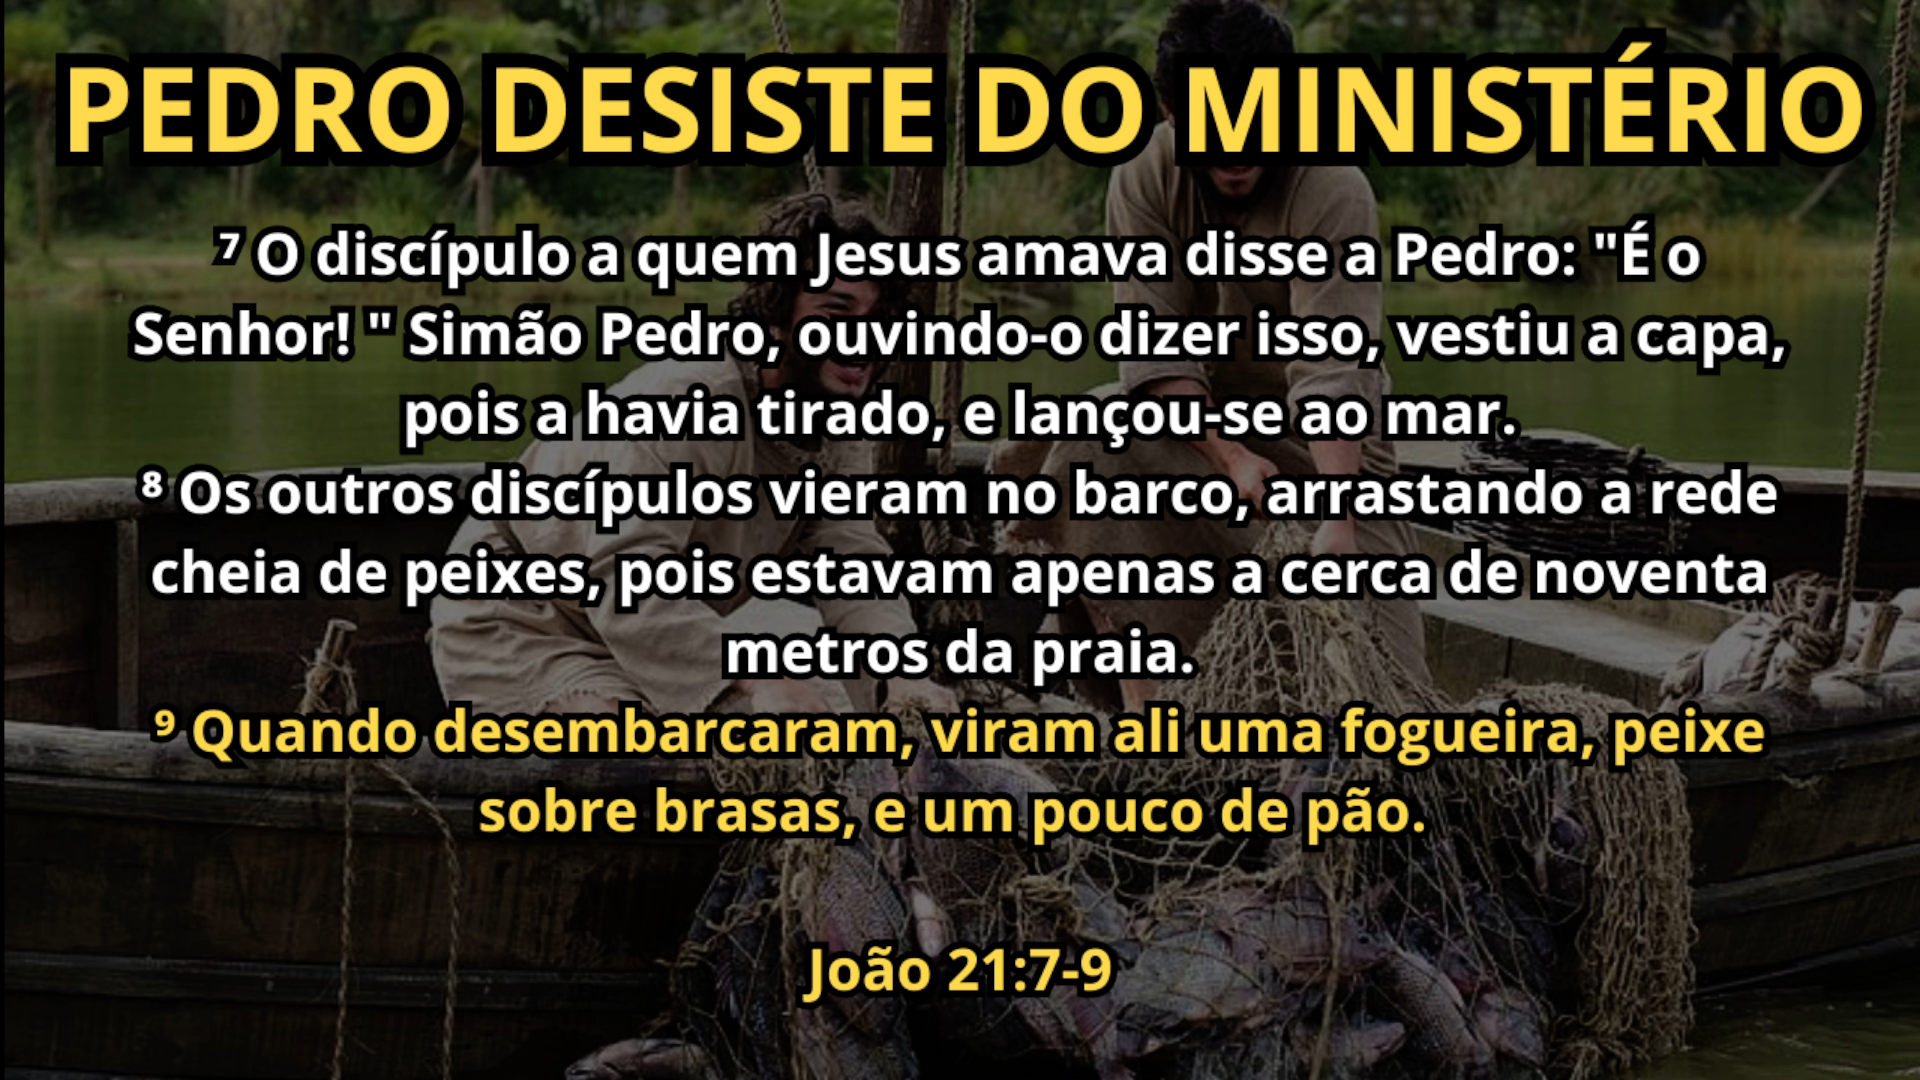 PEDRO DESISTE DO MINISTÉRIO
⁷ O discípulo a quem Jesus amava disse a Pedro: "É o
Senhor! " Simão Pedro, ouvindo-o dizer isso, vestiu a capa,
pois a havia tirado, e lançou-se ao mar.
⁸ Os outros discípulos vieram no barco, arrastando a rede
cheia de peixes, pois estavam apenas a cerca de noventa
metros da praia.
⁹ Quando desembarcaram, viram ali uma fogueira, peixe
sobre brasas, e um pouco de pão.
João 21:7-9